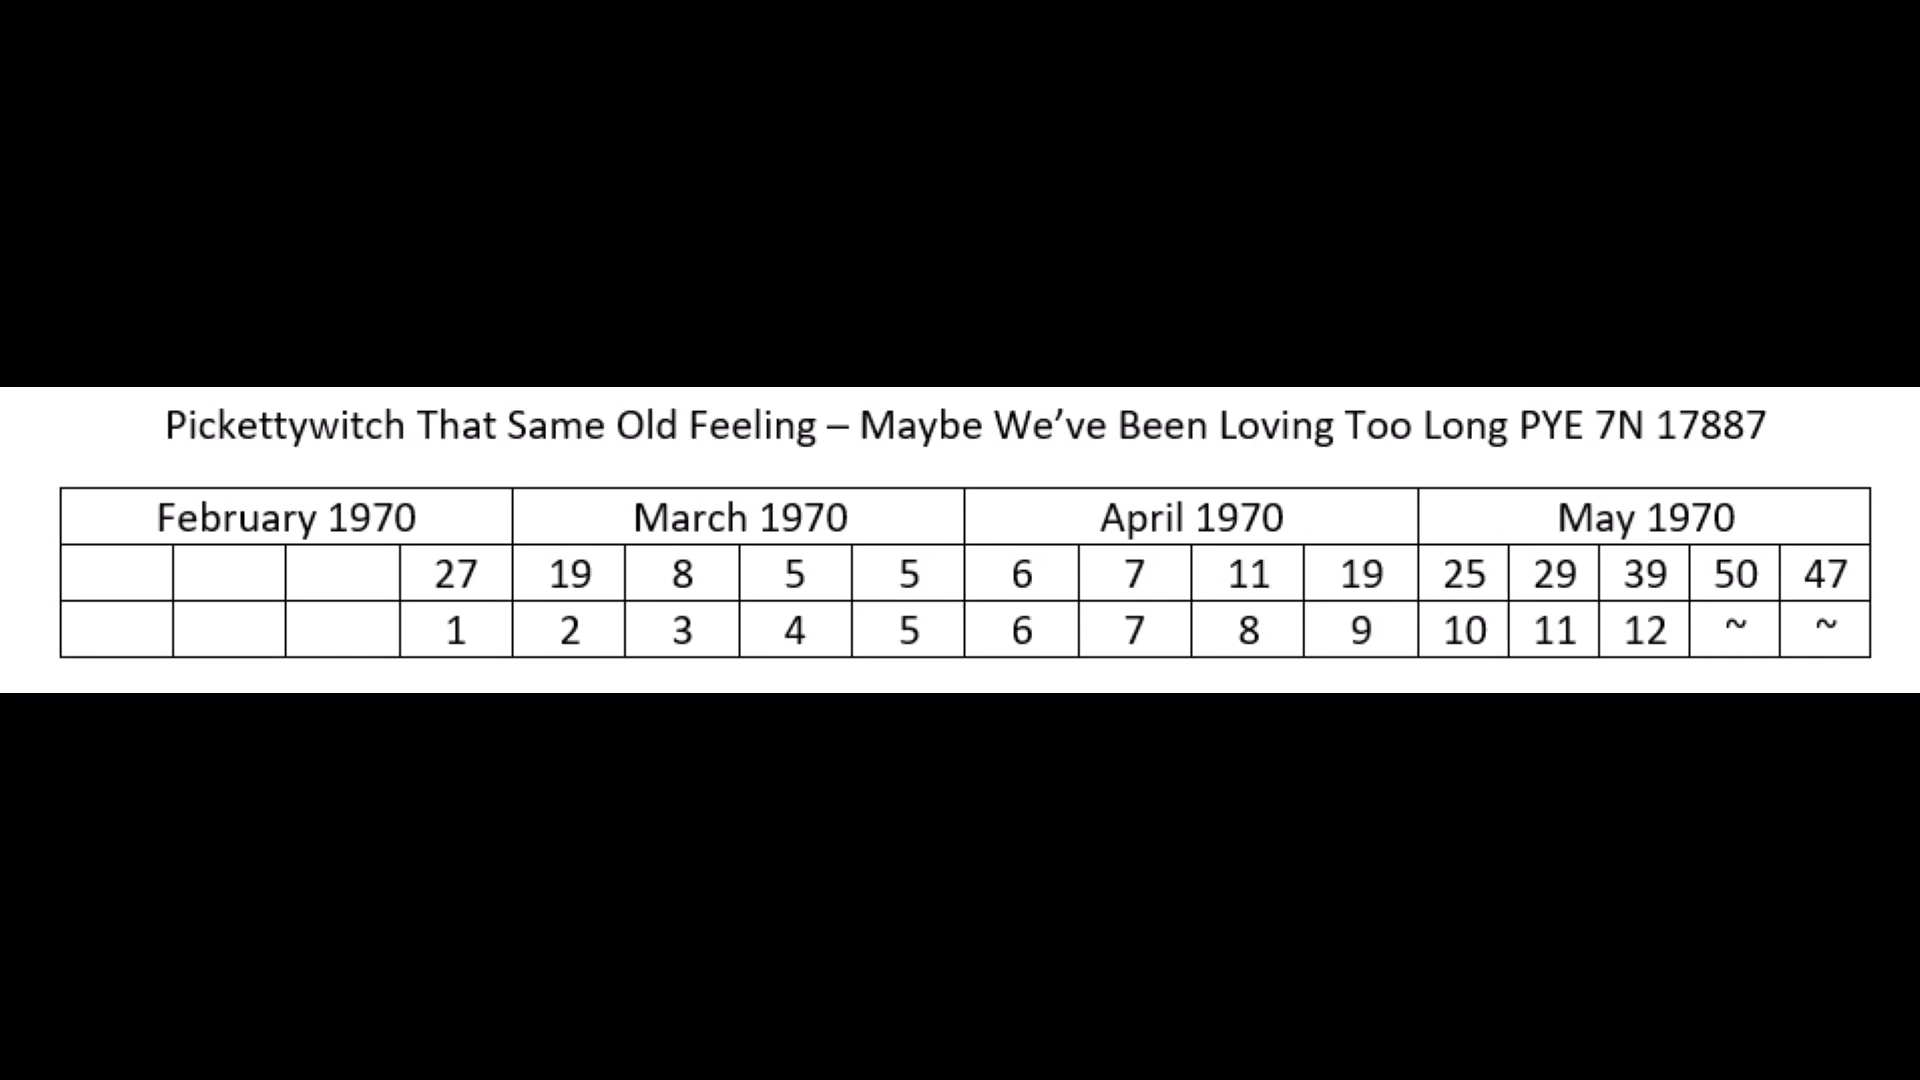 Pickettywitch That Same Old Feeling – Maybe We’ve Been Loving Too Long PYE 7N 17887
February 1970 March 1970 April 1970 May 1970
27 19 8 5 5 6 7 11 19 25 29 39 50 47
1 2 3 4 5 6 7 8 9 10 11 12 ~ ~